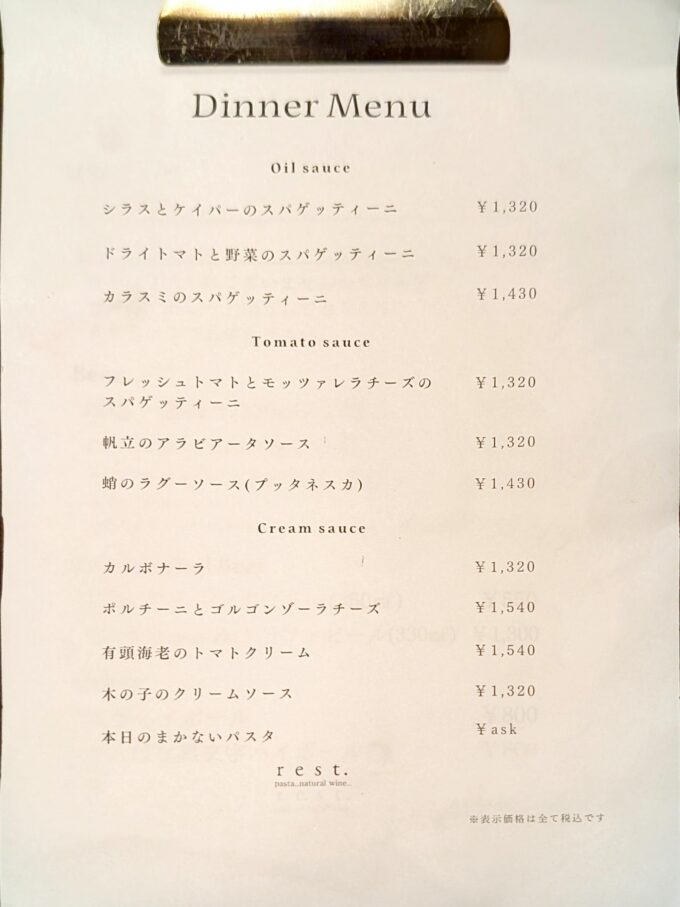 Dinner Menu
Oil sauce
シラスとケイパーのスパゲッティーニ ¥1,320
ドライトマトと野菜のスパゲッティーニ ¥1,320
カラスミのスパゲッティーニ ¥1,430
Tomato sauce
フレッシュトマトとモッツァレラチーズの ¥1,320
スパゲッティーニ
帆立のアラビアータソース ¥1,320
蛸のラグーソース(プッタネスカ) ¥1,430
Cream sauce
カルボナーラ ¥1,320
ポルチーニとゴルゴンゾーラチーズ ¥1,540
有頭海老のトマトクリーム ¥1,540
木の子のクリームソース ¥1,320
本日のまかないパスタ ¥ask
rest.
pasta...natural wine...
※表示価格は全て税込です